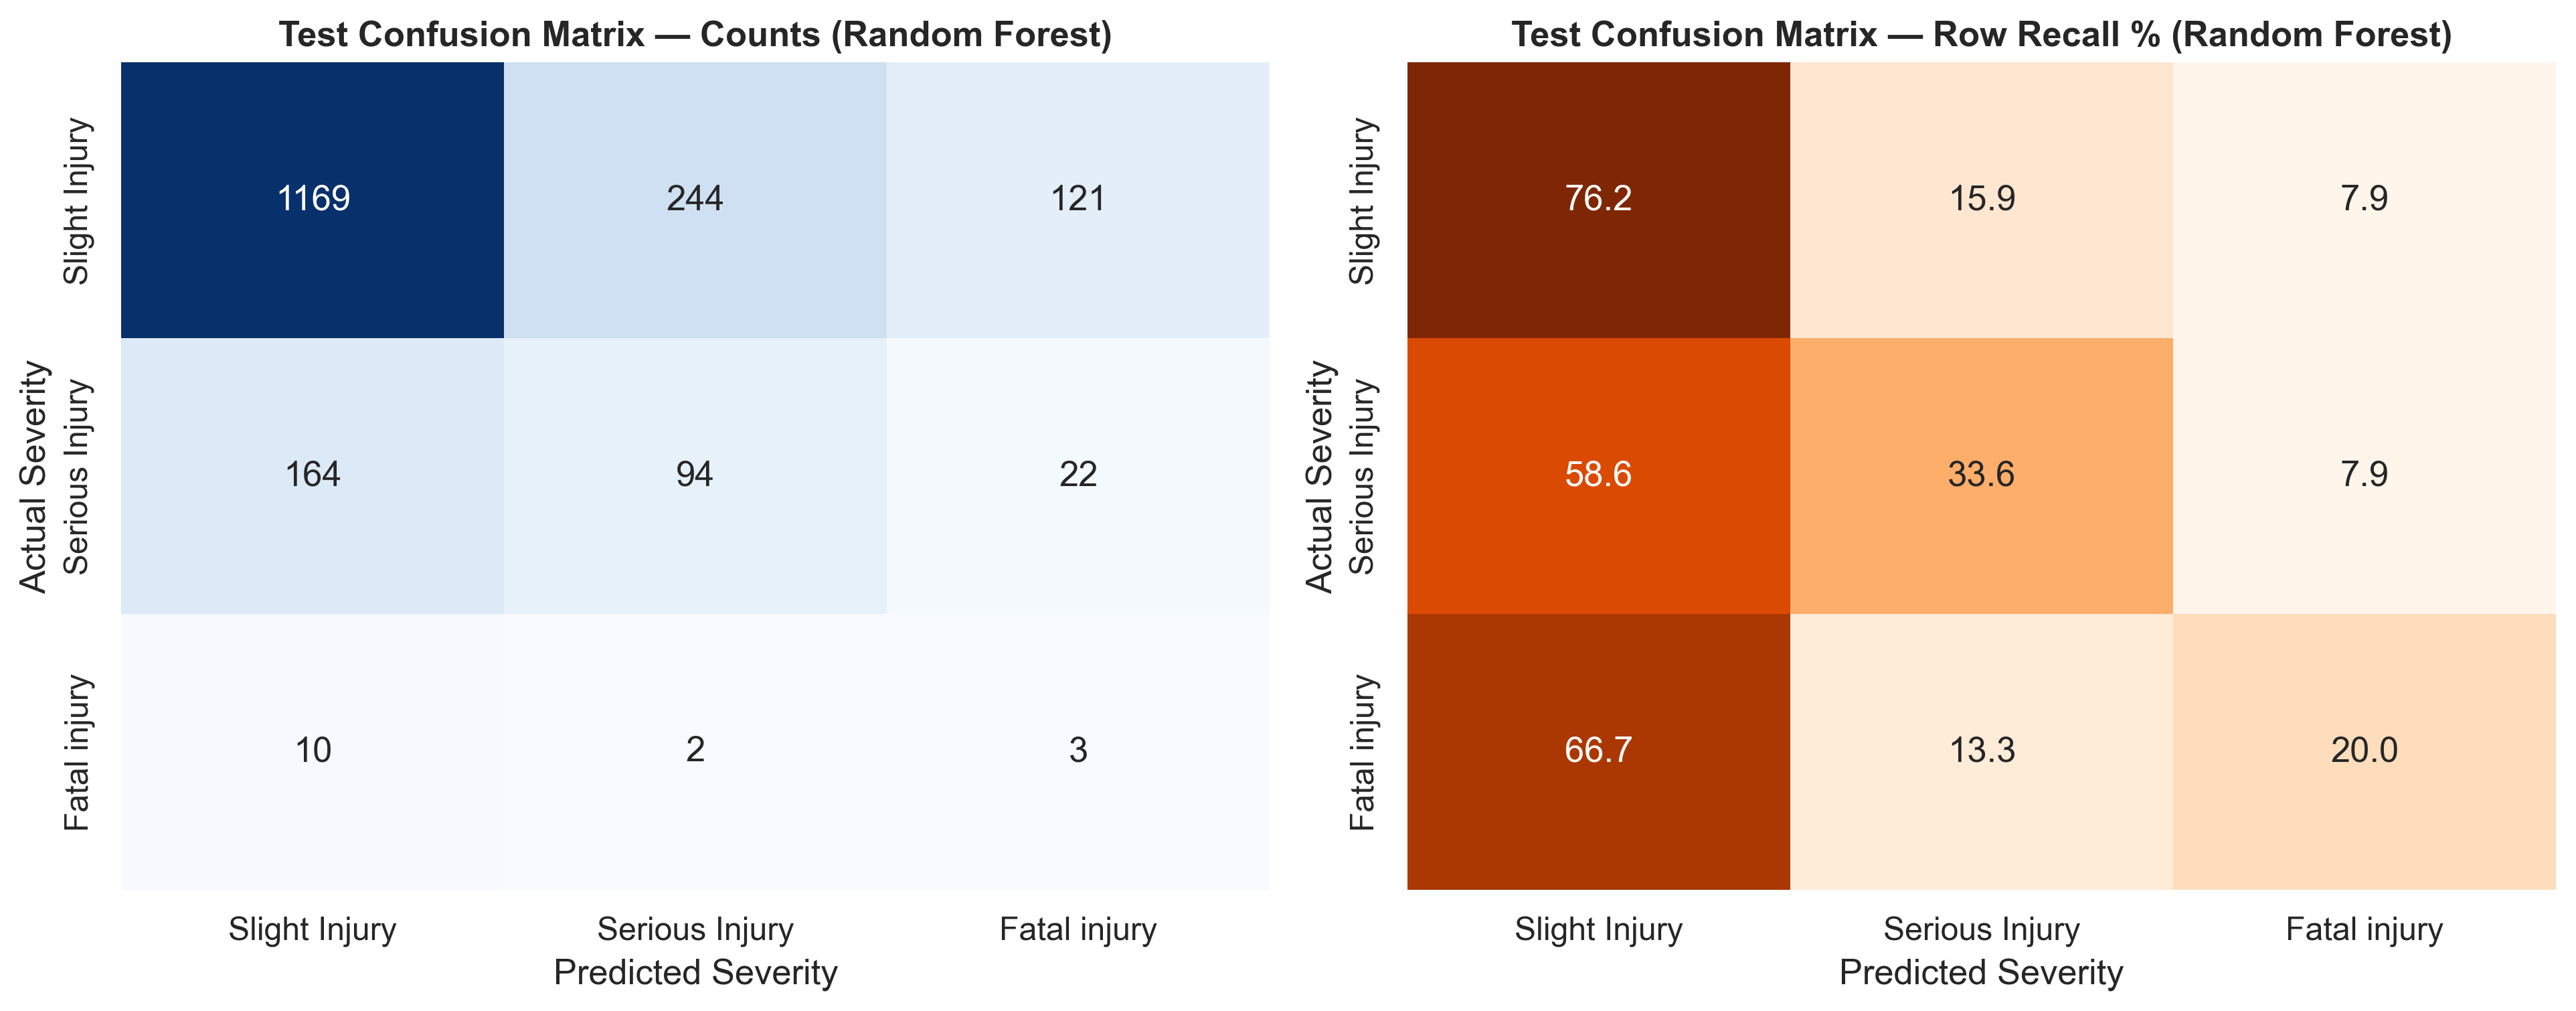 Test Confusion Matrix — Counts (Random Forest)
Actual Severity
Slight Injury
1169 244 121
Serious Injury
164 94 22
Fatal injury
10 2 3
Slight Injury Serious Injury Fatal injury
Predicted Severity
Test Confusion Matrix — Row Recall % (Random Forest)
Actual Severity
Slight Injury
76.2 15.9 7.9
Serious Injury
58.6 33.6 7.9
Fatal injury
66.7 13.3 20.0
Slight Injury Serious Injury Fatal injury
Predicted Severity